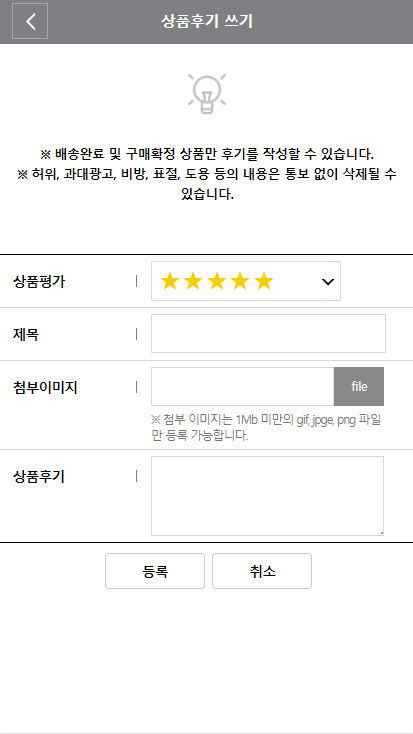 상품후기 쓰기
※ 배송완료 및 구매확정 상품만 후기를 작성할 수 있습니다.
※ 허위, 과대광고, 비방, 표절, 도용 등의 내용은 통보 없이 삭제될 수
있습니다.
상품평가
★★★★★
제목
첨부이미지
file
※ 첨부 이미지는 1Mb 미만의 gif, jpge, png 파일
만 등록 가능합니다.
상품후기
등록
취소